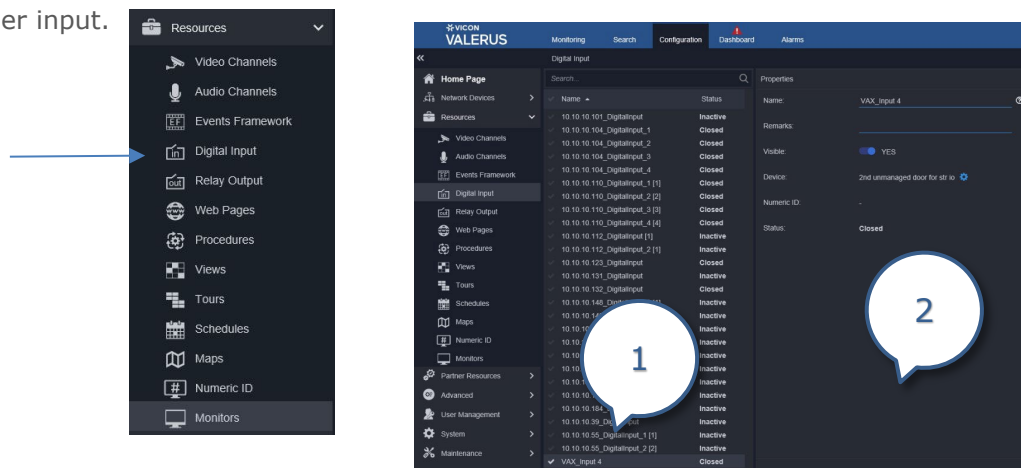 er input.
Resources
Video Channels
Audio Channels
EF Events Framework
in Digital Input
out Relay Output
www Web Pages
Procedures
Views
Tours
Schedules
Maps
# Numeric ID
Monitors
VICON
VALERUS
Monitoring Search Configuration Dashboard Alarms
Digital Input
Home Page
Network Devices
Resources
Video Channels
Audio Channels
EF Events Framework
in Digital Input
out Relay Output
Web Pages
Procedures
Views
Tours
Schedules
Maps
# Numeric ID
Monitors
Partner Resources
Advanced
User Management
System
Maintenance
Search...
Name Status
10.10.10.101_DigitalInput Inactive
10.10.10.104_DigitalInput_1 Closed
10.10.10.104_DigitalInput_2 Closed
10.10.10.104_DigitalInput_3 Closed
10.10.10.104_DigitalInput_4 Closed
10.10.10.110_DigitalInput_1 [1] Closed
10.10.10.110_DigitalInput_2 [2] Closed
10.10.10.110_DigitalInput_3 [3] Closed
10.10.10.110_DigitalInput_4 [4] Closed
10.10.10.112_DigitalInput [1] Inactive
10.10.10.112_DigitalInput_2 [1] Inactive
10.10.10.123_DigitalInput Closed
10.10.10.131_DigitalInput Inactive
10.10.10.132_DigitalInput Closed
Inactive
Inactive
Inactive
Inactive
Inactive
Inactive
Inactive
Inactive
Inactive
Inactive
10.10.10.55_DigitalInput_1 [1] Inactive
10.10.10.55_DigitalInput_2 [2] Inactive
VAX_Input 4 Closed
1
Properties
Name: VAX_Input 4
Remarks:
Visible: YES
Device: 2nd unmanaged door for str io
Numeric ID: -
Status: Closed
2